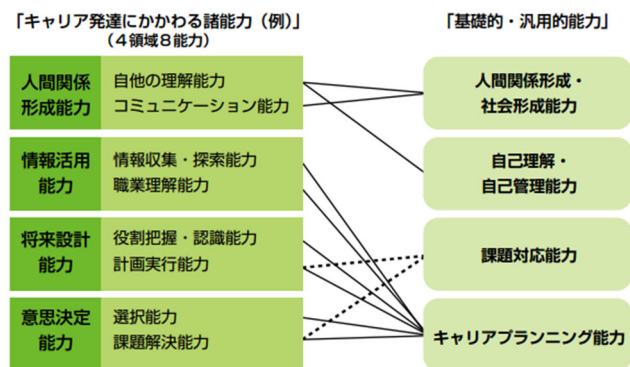 「キャリア発達にかかわる諸能力（例）」
（４領域８能力）
「基礎的・汎用的能力」
人間関係
形成能力
自他の理解能力
コミュニケーション能力
人間関係形成・
社会形成能力
情報活用
能力
情報収集・探索能力
職業理解能力
自己理解・
自己管理能力
将来設計
能力
役割把握・認識能力
計画実行能力
課題対応能力
意思決定
能力
選択能力
課題解決能力
キャリアプランニング能力